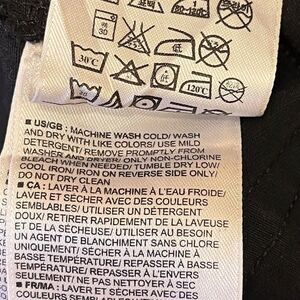 30°C
120°C
■ US/GB : MACHINE WASH COLD/ WASH
AND DRY WITH LIKE COLORS/ USE MILD
DETERGENT/ REMOVE PROMPTLY FROM
WASHER AND DRYER/ ONLY NON-CHLORINE
BLEACH WHEN NEEDED/ TUMBLE DRY LOW/
COOL IRON/ IRON ON REVERSE SIDE ONLY/
DO NOT DRY CLEAN
■ CA : LAVER À LA MACHINE À L'EAU FROIDE/
LAVER ET SÉCHER AVEC DES COULEURS
SEMBLABLES/ UTILISER UN DÉTERGENT
DOUX/ RETIRER RAPIDEMENT DE LA LAVEUSE
ET DE LA SÉCHEUSE/ UTILISER AU BESOIN
UN AGENT DE BLANCHIMENT SANS CHLORE
UNIQUEMENT/ SÉCHER À LA MACHINE À
BASSE TEMPÉRATURE/ REPASSER À BASSE
TEMPÉRATURE/ REPASSER À L'ENVERS
SEULEMENT/ NE PAS NETTOYER À SEC
■ FR/MA : LAVER À LA MACHINE À
COULEURS SEMBLABLES